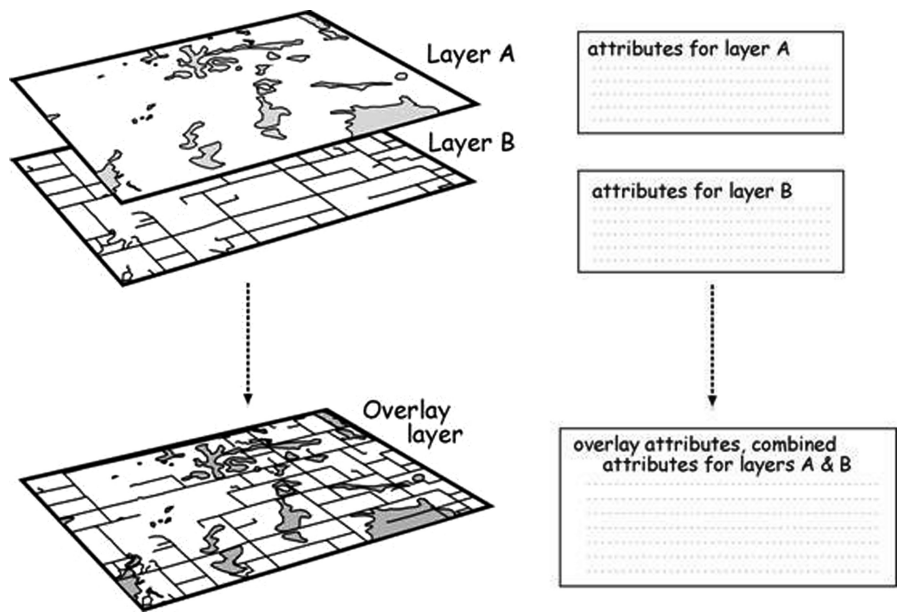 Layer A
attributes for layer A
Layer B
attributes for layer B
Overlay
layer
overlay attributes, combined
attributes for layers A & B